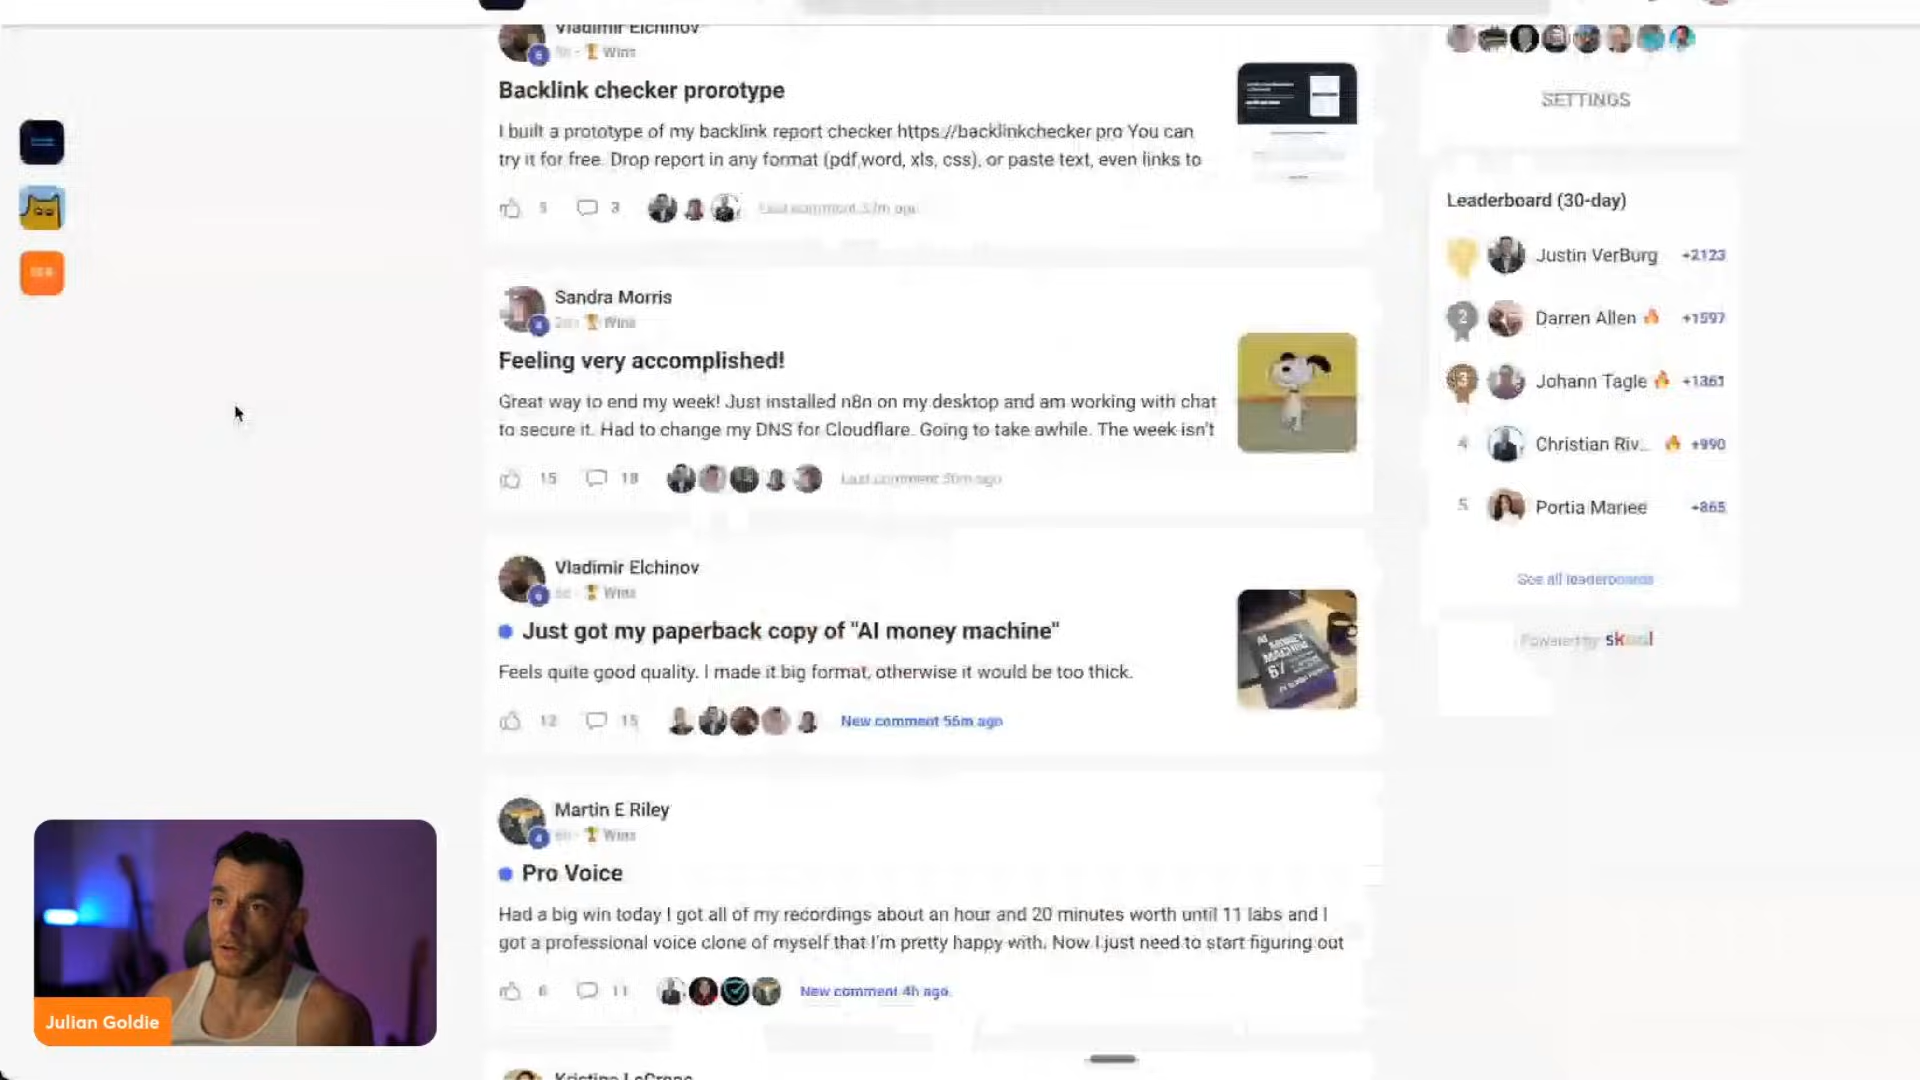 Vladimir Elchinov
Wins
Backlink checker prorotype
I built a prototype of my backlink report checker https://backlinkchecker pro You can
try it for free. Drop report in any format (pdf,word, xls, css), or paste text, even links to
5
3
Last comment 37m ago
SETTINGS
Leaderboard (30-day)
Justin VerBurg +2123
2 Darren Allen 🔥 +1597
3 Johann Tagle 🔥 +1361
4 Christian Riv... 🔥 +990
5 Portia Mariee +865
See all leaderboards
Powered by skool
Sandra Morris
Wins
Feeling very accomplished!
Great way to end my week! Just installed n8n on my desktop and am working with chat
to secure it. Had to change my DNS for Cloudflare. Going to take awhile. The week isn't
15
18
Last comment 50m ago
Vladimir Elchinov
Wins
Just got my paperback copy of "AI money machine"
Feels quite good quality. I made it big format, otherwise it would be too thick.
12
15
New comment 56m ago
AI
MONEY
MACHINE
67
Martin E Riley
Wins
Pro Voice
Had a big win today I got all of my recordings about an hour and 20 minutes worth until 11 labs and I
got a professional voice clone of myself that I'm pretty happy with. Now I just need to start figuring out
6
11
New comment 4h ago
Julian Goldie